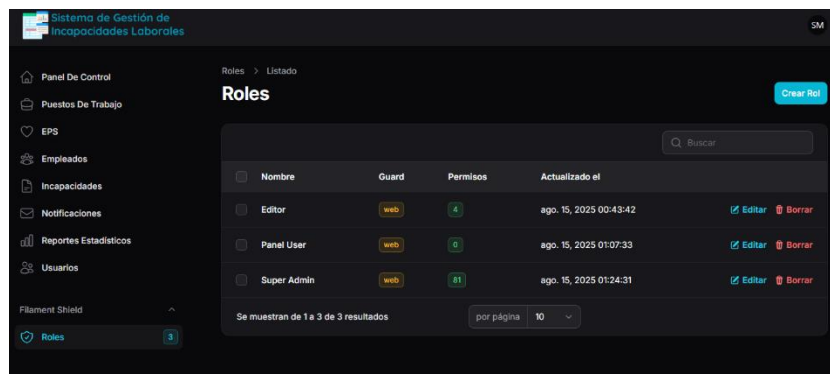 Sistema de Gestión de
Incapacidades Laborales
SM
Panel De Control
Puestos De Trabajo
EPS
Empleados
Incapacidades
Notificaciones
Reportes Estadísticos
Usuarios
Filament Shield
Roles 3
Roles > Listado
Roles
Crear Rol
Buscar
Nombre Guard Permisos Actualizado el
Editor web 4 ago. 15, 2025 00:43:42 Editar Borrar
Panel User web 0 ago. 15, 2025 01:07:33 Editar Borrar
Super Admin web 81 ago. 15, 2025 01:24:31 Editar Borrar
Se muestran de 1 a 3 de 3 resultados por página 10